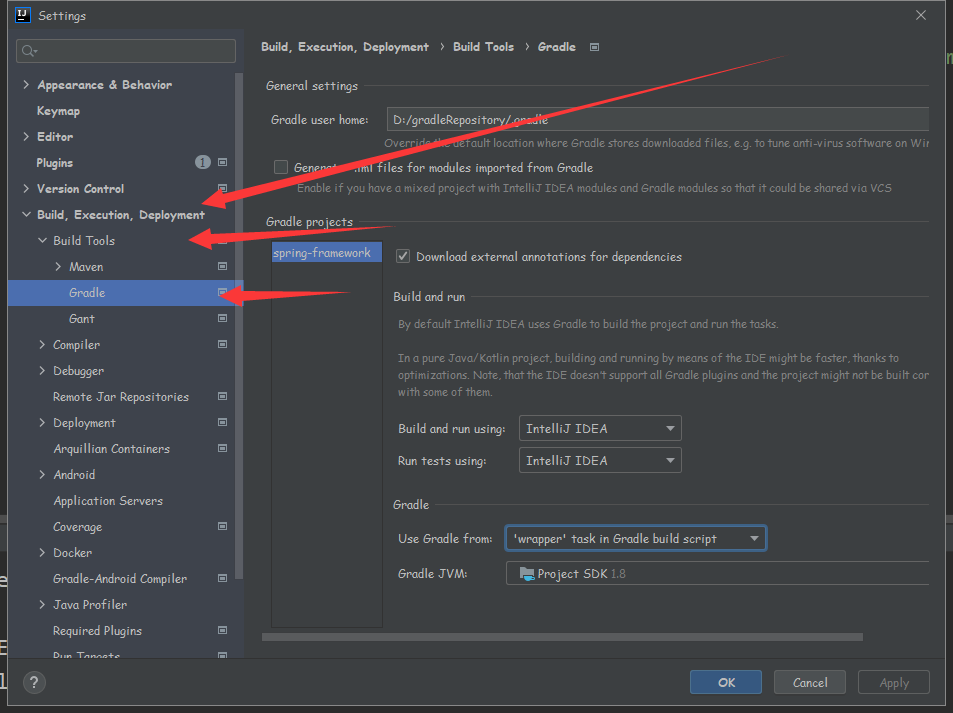 Settings
Appearance & Behavior
Keymap
Editor
Plugins 1
Version Control
Build, Execution, Deployment
Build Tools
Maven
Gradle
Gant
Compiler
Debugger
Remote Jar Repositories
Deployment
Arquillian Containers
Android
Application Servers
Coverage
Docker
Gradle-Android Compiler
Java Profiler
Required Plugins
Run Targets
Build, Execution, Deployment › Build Tools › Gradle
General settings
Gradle user home: D:/gradleRepository/.gradle
Override the default location where Gradle stores downloaded files, e.g. to tune anti-virus software on Wir
Generate .iml files for modules imported from Gradle
Enable if you have a mixed project with IntelliJ IDEA modules and Gradle modules so that it could be shared via VCS
Gradle projects
spring-framework
Download external annotations for dependencies
Build and run
By default IntelliJ IDEA uses Gradle to build the project and run the tasks.
In a pure Java/Kotlin project, building and running by means of the IDE might be faster, thanks to
optimizations. Note, that the IDE doesn't support all Gradle plugins and the project might not be built cor
with some of them.
Build and run using: IntelliJ IDEA
Run tests using: IntelliJ IDEA
Gradle
Use Gradle from: 'wrapper' task in Gradle build script
Gradle JVM: Project SDK 1.8
?
OK
Cancel
Apply